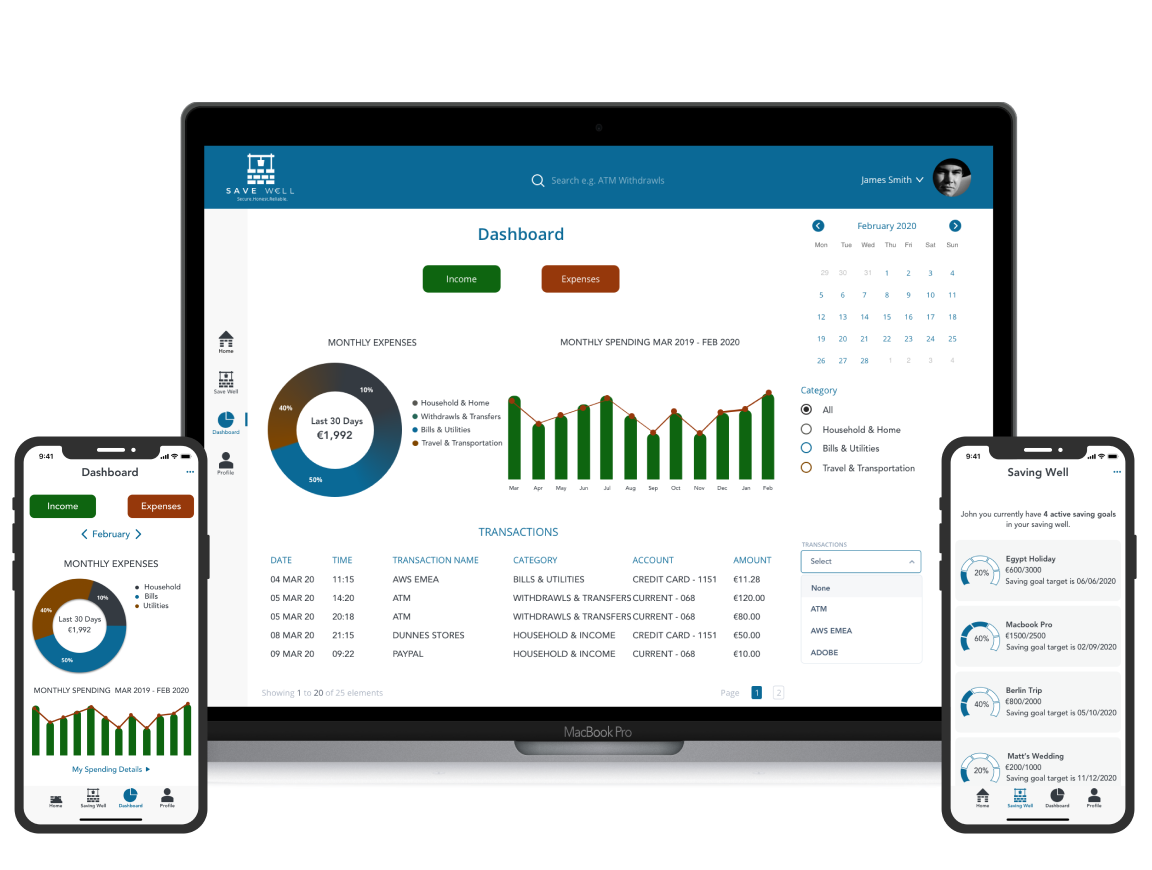 SAVE W€LL
Secure. Honest. Reliable.
Search e.g. ATM Withdrawls
James Smith
Dashboard
Income
Expenses
Home
Save Well
Dashboard
Profile
MONTHLY EXPENSES
10%
40%
50%
Last 30 Days
€1,992
Household & Home
Withdrawls & Transfers
Bills & Utilities
Travel & Transportation
MONTHLY SPENDING MAR 2019 - FEB 2020
Mar Apr May Jun Jul Aug Sep Oct Nov Dec Jan Feb
February 2020
Mon Tue Wed Thu Fri Sat Sun
29 30 31 1 2 3 4
5 6 7 8 9 10 11
12 13 14 15 16 17 18
19 20 21 22 23 24 25
26 27 28 1 2 3 4
Category
All
Household & Home
Bills & Utilities
Travel & Transportation
TRANSACTIONS
DATE TIME TRANSACTION NAME CATEGORY ACCOUNT AMOUNT
04 MAR 20 11:15 AWS EMEA BILLS & UTILITIES CREDIT CARD - 1151 €11.28
05 MAR 20 14:20 ATM WITHDRAWLS & TRANSFERS CURRENT - 068 €120.00
05 MAR 20 20:18 ATM WITHDRAWLS & TRANSFERS CURRENT - 068 €80.00
08 MAR 20 21:15 DUNNES STORES HOUSEHOLD & INCOME CREDIT CARD - 1151 €50.00
09 MAR 20 09:22 PAYPAL HOUSEHOLD & INCOME CURRENT - 068 €10.00
Showing 1 to 20 of 25 elements
Page 1 2
TRANSACTIONS
Select
None
ATM
AWS EMEA
ADOBE
MacBook Pro
9:41
Dashboard
Income
Expenses
February
MONTHLY EXPENSES
10%
40%
50%
Last 30 Days
€1,992
Household
Bills
Utilities
MONTHLY SPENDING MAR 2019 - FEB 2020
My Spending Details
Home Saving Well Dashboard Profile
9:41
Saving Well
John you currently have 4 active saving goals
in your saving well.
20%
Egypt Holiday
€600/3000
Saving goal target is 06/06/2020
60%
Macbook Pro
€1500/2500
Saving goal target is 02/09/2020
40%
Berlin Trip
€800/2000
Saving goal target is 05/10/2020
20%
Matt's Wedding
€200/1000
Saving goal target is 11/12/2020
Home Saving Well Dashboard Profile